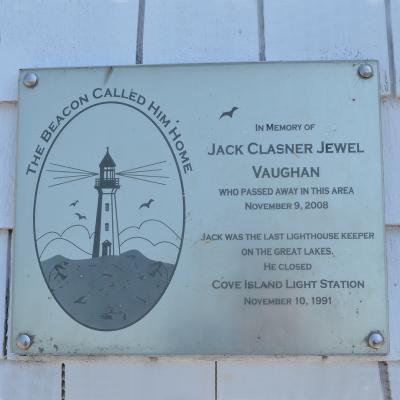 The Beacon Called Him Home
In Memory of
Jack Clasner Jewel
Vaughan
who passed away in this area
November 9, 2008
Jack was the last lighthouse keeper
on the Great Lakes.
He closed
Cove Island Light Station
November 10, 1991